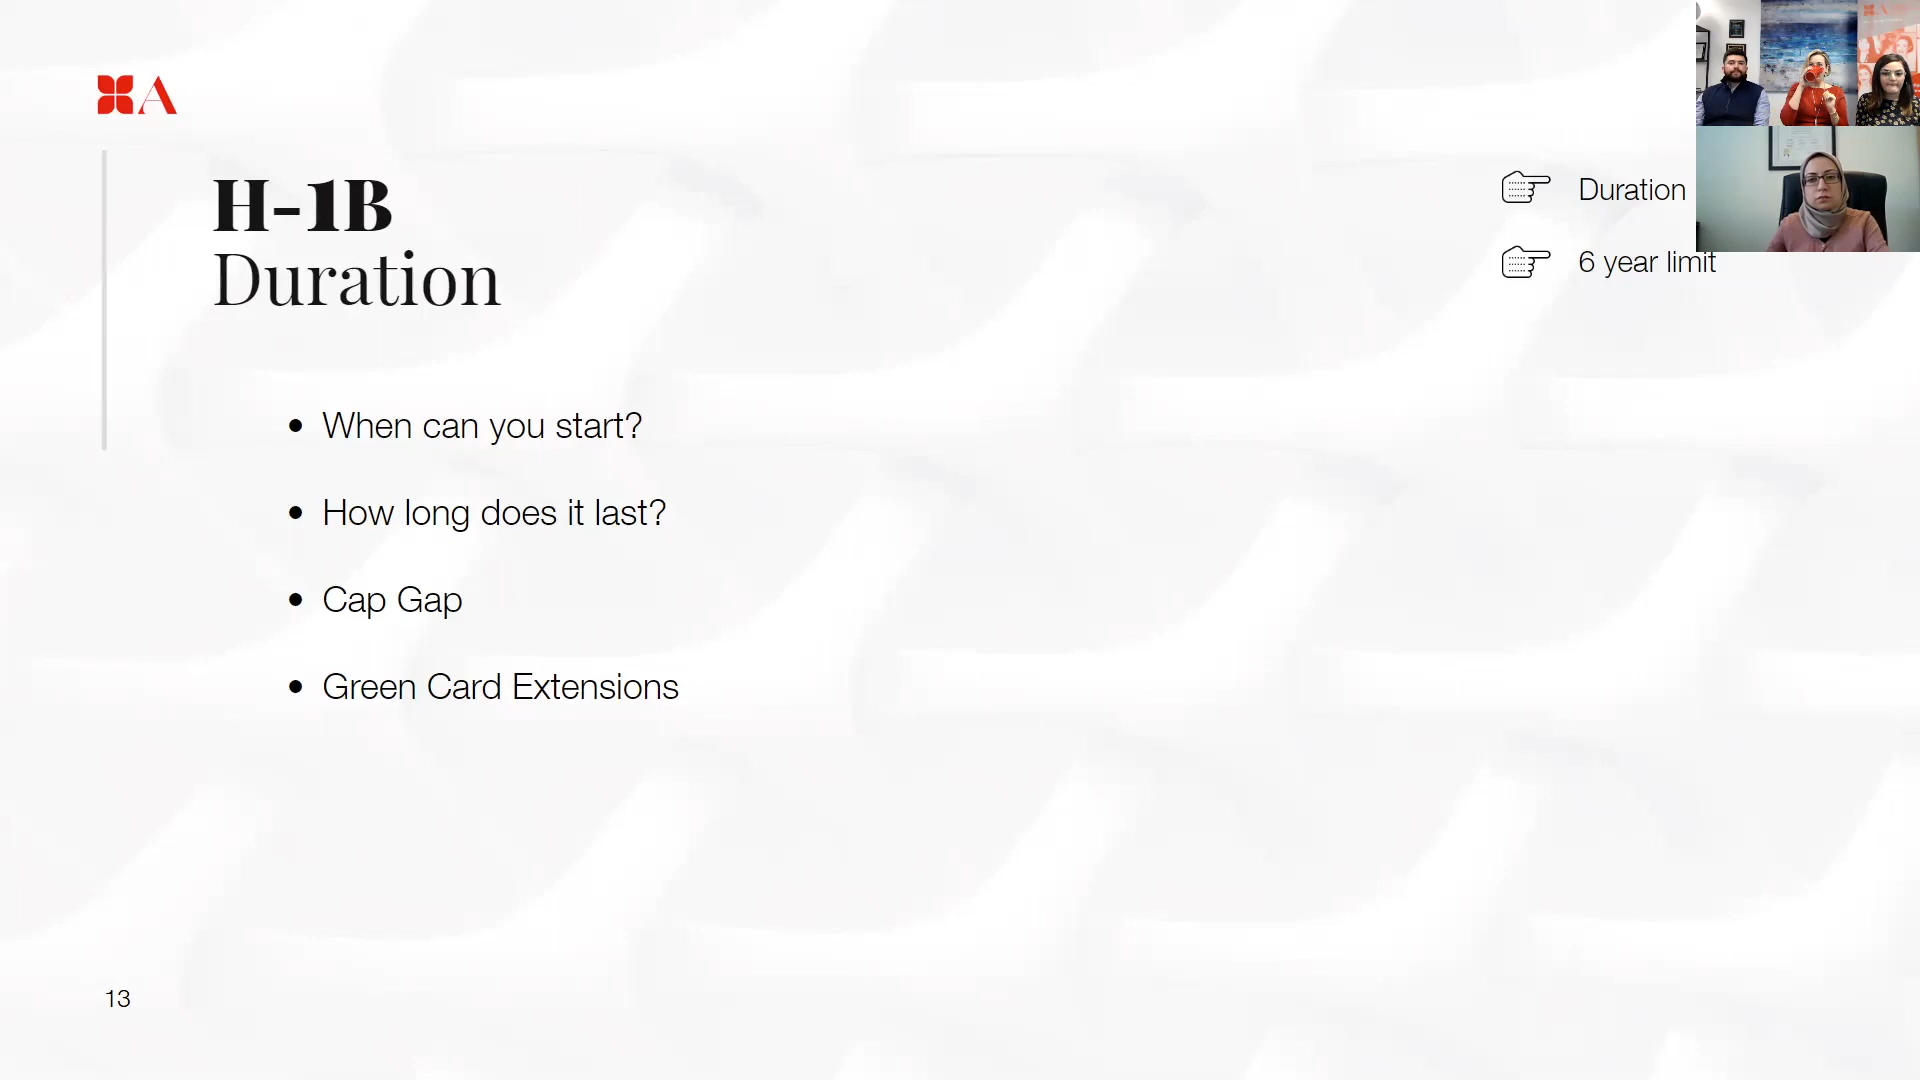 A
H-1B
Duration
Duration
6 year limit
• When can you start?
• How long does it last?
• Cap Gap
• Green Card Extensions
13